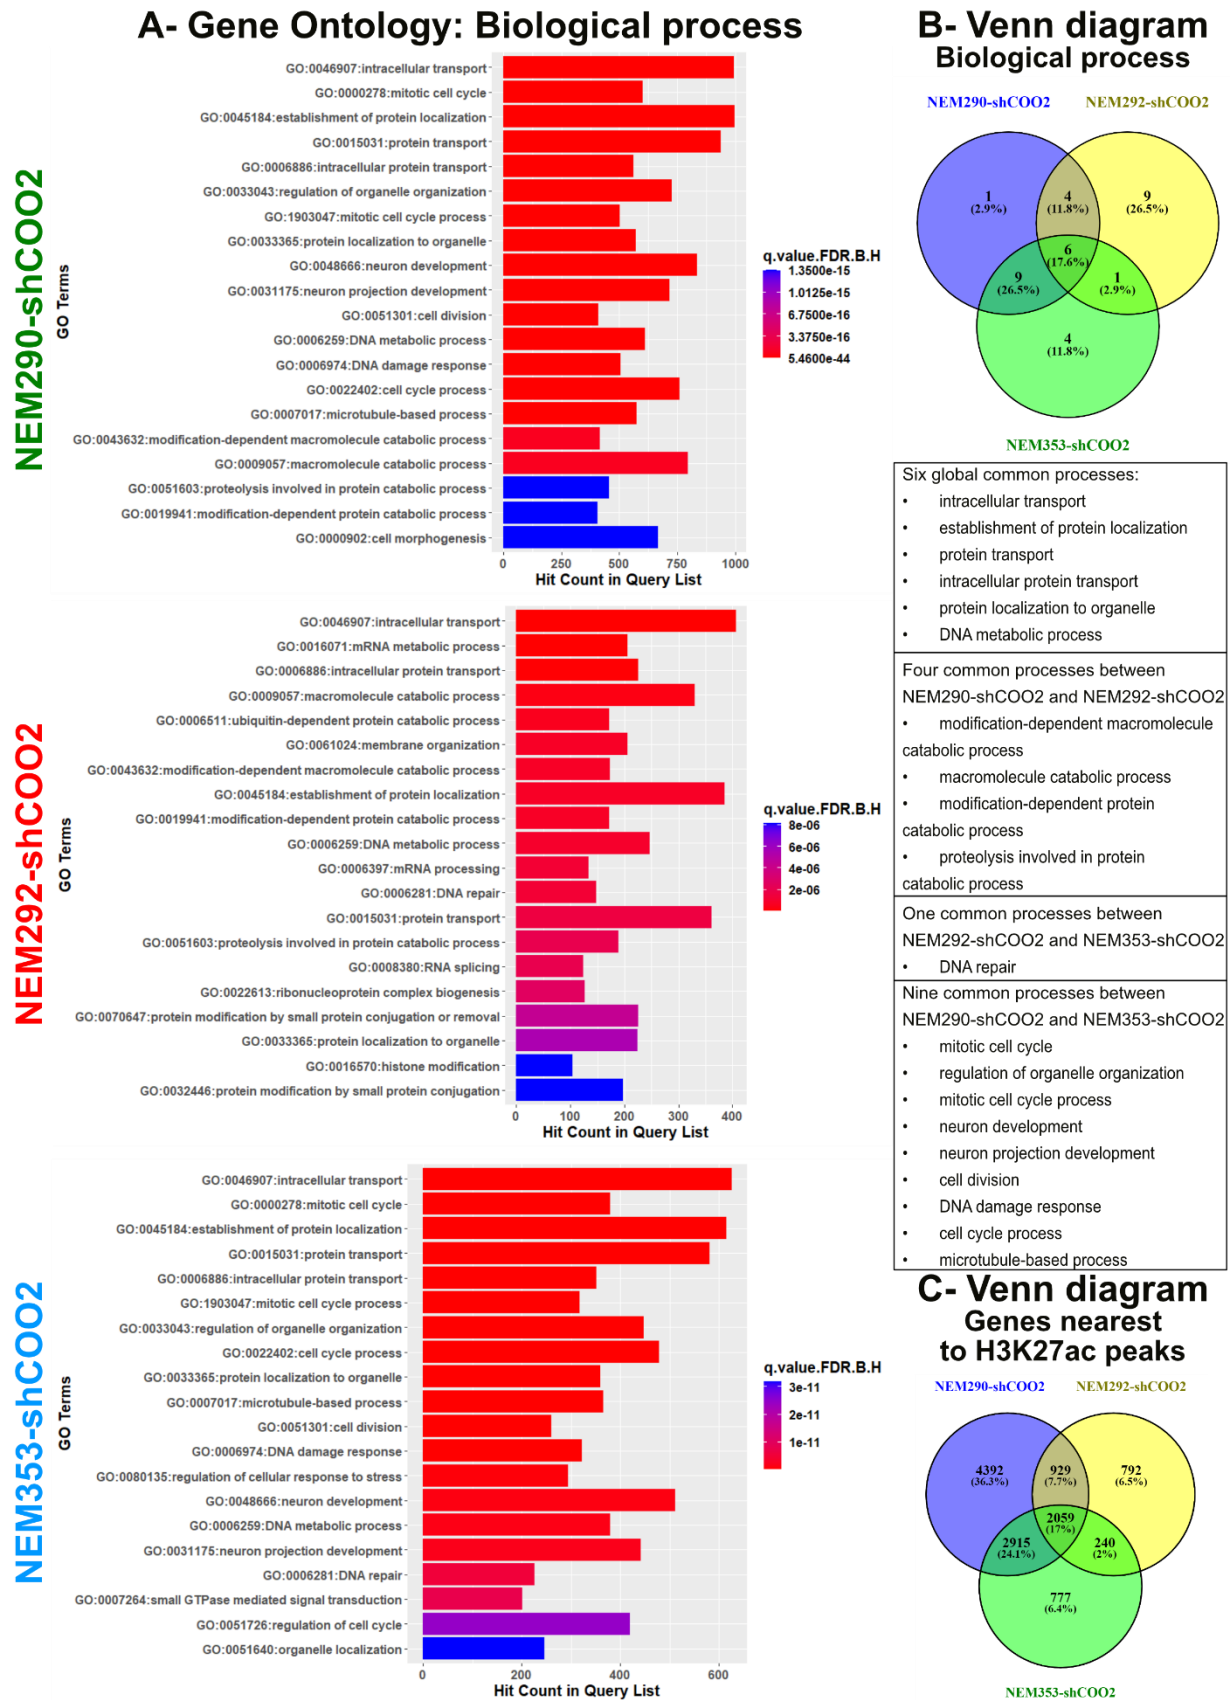 A- Gene Ontology: Biological process
NEM290-shCOO2
GO Terms
GO:0046907:intracellular transport
GO:0000278:mitotic cell cycle
GO:0045184:establishment of protein localization
GO:0015031:protein transport
GO:0006886:intracellular protein transport
GO:0033043:regulation of organelle organization
GO:1903047:mitotic cell cycle process
GO:0033365:protein localization to organelle
GO:0048666:neuron development
GO:0031175:neuron projection development
GO:0051301:cell division
GO:0006259:DNA metabolic process
GO:0006974:DNA damage response
GO:0022402:cell cycle process
GO:0007017:microtubule-based process
GO:0043632:modification-dependent macromolecule catabolic process
GO:0009057:macromolecule catabolic process
GO:0051603:proteolysis involved in protein catabolic process
GO:0019941:modification-dependent protein catabolic process
GO:0000902:cell morphogenesis
0 250 500 750 1000
Hit Count in Query List
q.value.FDR.B.H
1.3500e-15
1.0125e-15
6.7500e-16
3.3750e-16
5.4600e-44
NEM292-shCOO2
GO Terms
GO:0046907:intracellular transport
GO:0016071:mRNA metabolic process
GO:0006886:intracellular protein transport
GO:0009057:macromolecule catabolic process
GO:0006511:ubiquitin-dependent protein catabolic process
GO:0061024:membrane organization
GO:0043632:modification-dependent macromolecule catabolic process
GO:0045184:establishment of protein localization
GO:0019941:modification-dependent protein catabolic process
GO:0006259:DNA metabolic process
GO:0006397:mRNA processing
GO:0006281:DNA repair
GO:0015031:protein transport
GO:0051603:proteolysis involved in protein catabolic process
GO:0008380:RNA splicing
GO:0022613:ribonucleoprotein complex biogenesis
GO:0070647:protein modification by small protein conjugation or removal
GO:0033365:protein localization to organelle
GO:0016570:histone modification
GO:0032446:protein modification by small protein conjugation
0 100 200 300 400
Hit Count in Query List
q.value.FDR.B.H
8e-06
6e-06
4e-06
2e-06
NEM353-shCOO2
GO Terms
GO:0046907:intracellular transport
GO:0000278:mitotic cell cycle
GO:0045184:establishment of protein localization
GO:0015031:protein transport
GO:0006886:intracellular protein transport
GO:1903047:mitotic cell cycle process
GO:0033043:regulation of organelle organization
GO:0022402:cell cycle process
GO:0033365:protein localization to organelle
GO:0007017:microtubule-based process
GO:0051301:cell division
GO:0006974:DNA damage response
GO:0080135:regulation of cellular response to stress
GO:0048666:neuron development
GO:0006259:DNA metabolic process
GO:0031175:neuron projection development
GO:0006281:DNA repair
GO:0007264:small GTPase mediated signal transduction
GO:0051726:regulation of cell cycle
GO:0051640:organelle localization
0 200 400 600
Hit Count in Query List
q.value.FDR.B.H
3e-11
2e-11
1e-11
B- Venn diagram
Biological process
NEM290-shCOO2 NEM292-shCOO2
1
(2.9%)
4
(11.8%)
9
(26.5%)
6
(17.6%)
9
(26.5%)
1
(2.9%)
4
(11.8%)
NEM353-shCOO2
Six global common processes:
• intracellular transport
• establishment of protein localization
• protein transport
• intracellular protein transport
• protein localization to organelle
• DNA metabolic process
Four common processes between
NEM290-shCOO2 and NEM292-shCOO2
• modification-dependent macromolecule
catabolic process
• macromolecule catabolic process
• modification-dependent protein
catabolic process
• proteolysis involved in protein
catabolic process
One common processes between
NEM292-shCOO2 and NEM353-shCOO2
• DNA repair
Nine common processes between
NEM290-shCOO2 and NEM353-shCOO2
• mitotic cell cycle
• regulation of organelle organization
• mitotic cell cycle process
• neuron development
• neuron projection development
• cell division
• DNA damage response
• cell cycle process
• microtubule-based process
C- Venn diagram
Genes nearest
to H3K27ac peaks
NEM290-shCOO2 NEM292-shCOO2
4392
(36.3%)
929
(7.7%)
792
(6.5%)
2059
(17%)
2915
(24.1%)
240
(2%)
777
(6.4%)
NEM353-shCOO2